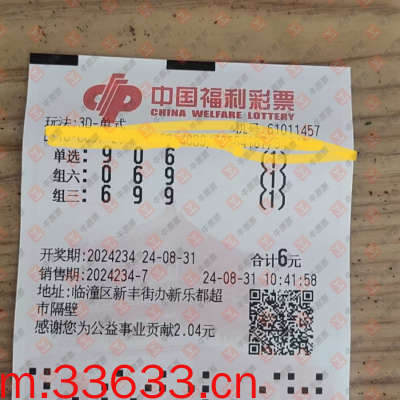 中国福利彩票
CHINA WELFARE LOTTERY
玩法:3D-单式 61011457
单选: 9 0 6 (1)
组六: 0 6 9 (1)
组三: 6 9 9 (1)
开奖期:2024234 24-08-31 合计6元
销售期:2024234-7 24-08-31 10:41:58
地址:临潼区新丰街办新乐都超
市隔壁
感谢您为公益事业贡献2.04元
m.33633.cn